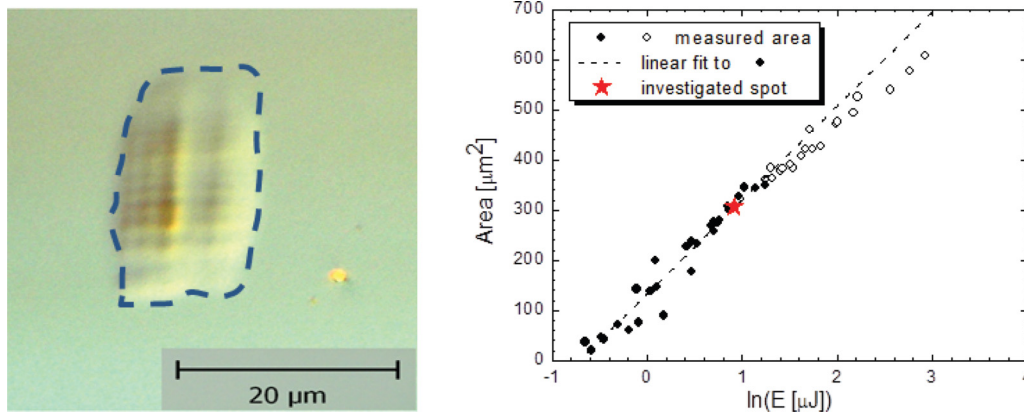 20 µm
700
600
500
400
300
200
100
0
Area [µm²]
measured area
linear fit to
investigated spot
-1
0
1
2
3
4
ln(E [µJ])